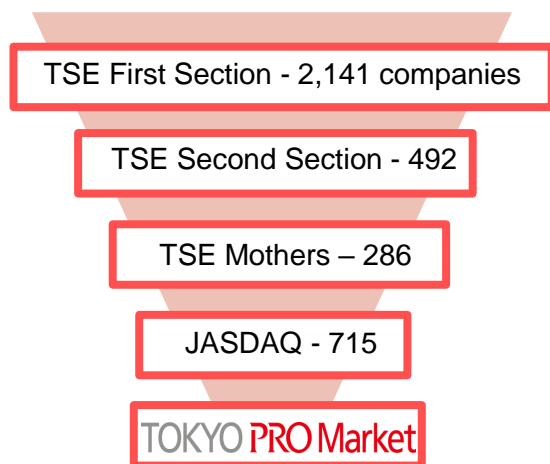 TSE First Section - 2,141 companies
TSE Second Section - 492
TSE Mothers – 286
JASDAQ - 715
TOKYO PRO Market